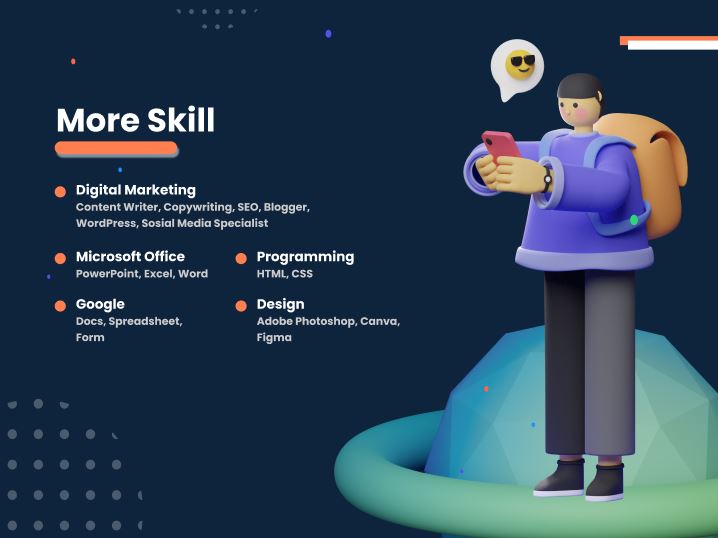 More Skill
Digital Marketing
Content Writer, Copywriting, SEO, Blogger,
WordPress, Sosial Media Specialist
Microsoft Office
PowerPoint, Excel, Word
Programming
HTML, CSS
Google
Docs, Spreadsheet,
Form
Design
Adobe Photoshop, Canva,
Figma